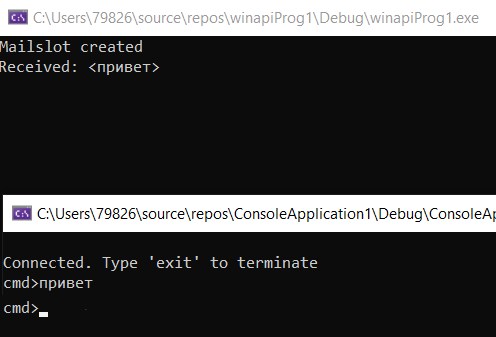 C:\Users\79826\source\repos\winapiProg1\Debug\winapiProg1.exe
Mailslot created
Received: <привет>
C:\Users\79826\source\repos\ConsoleApplication1\Debug\ConsoleAp
Connected. Type 'exit' to terminate
cmd>привет
cmd>